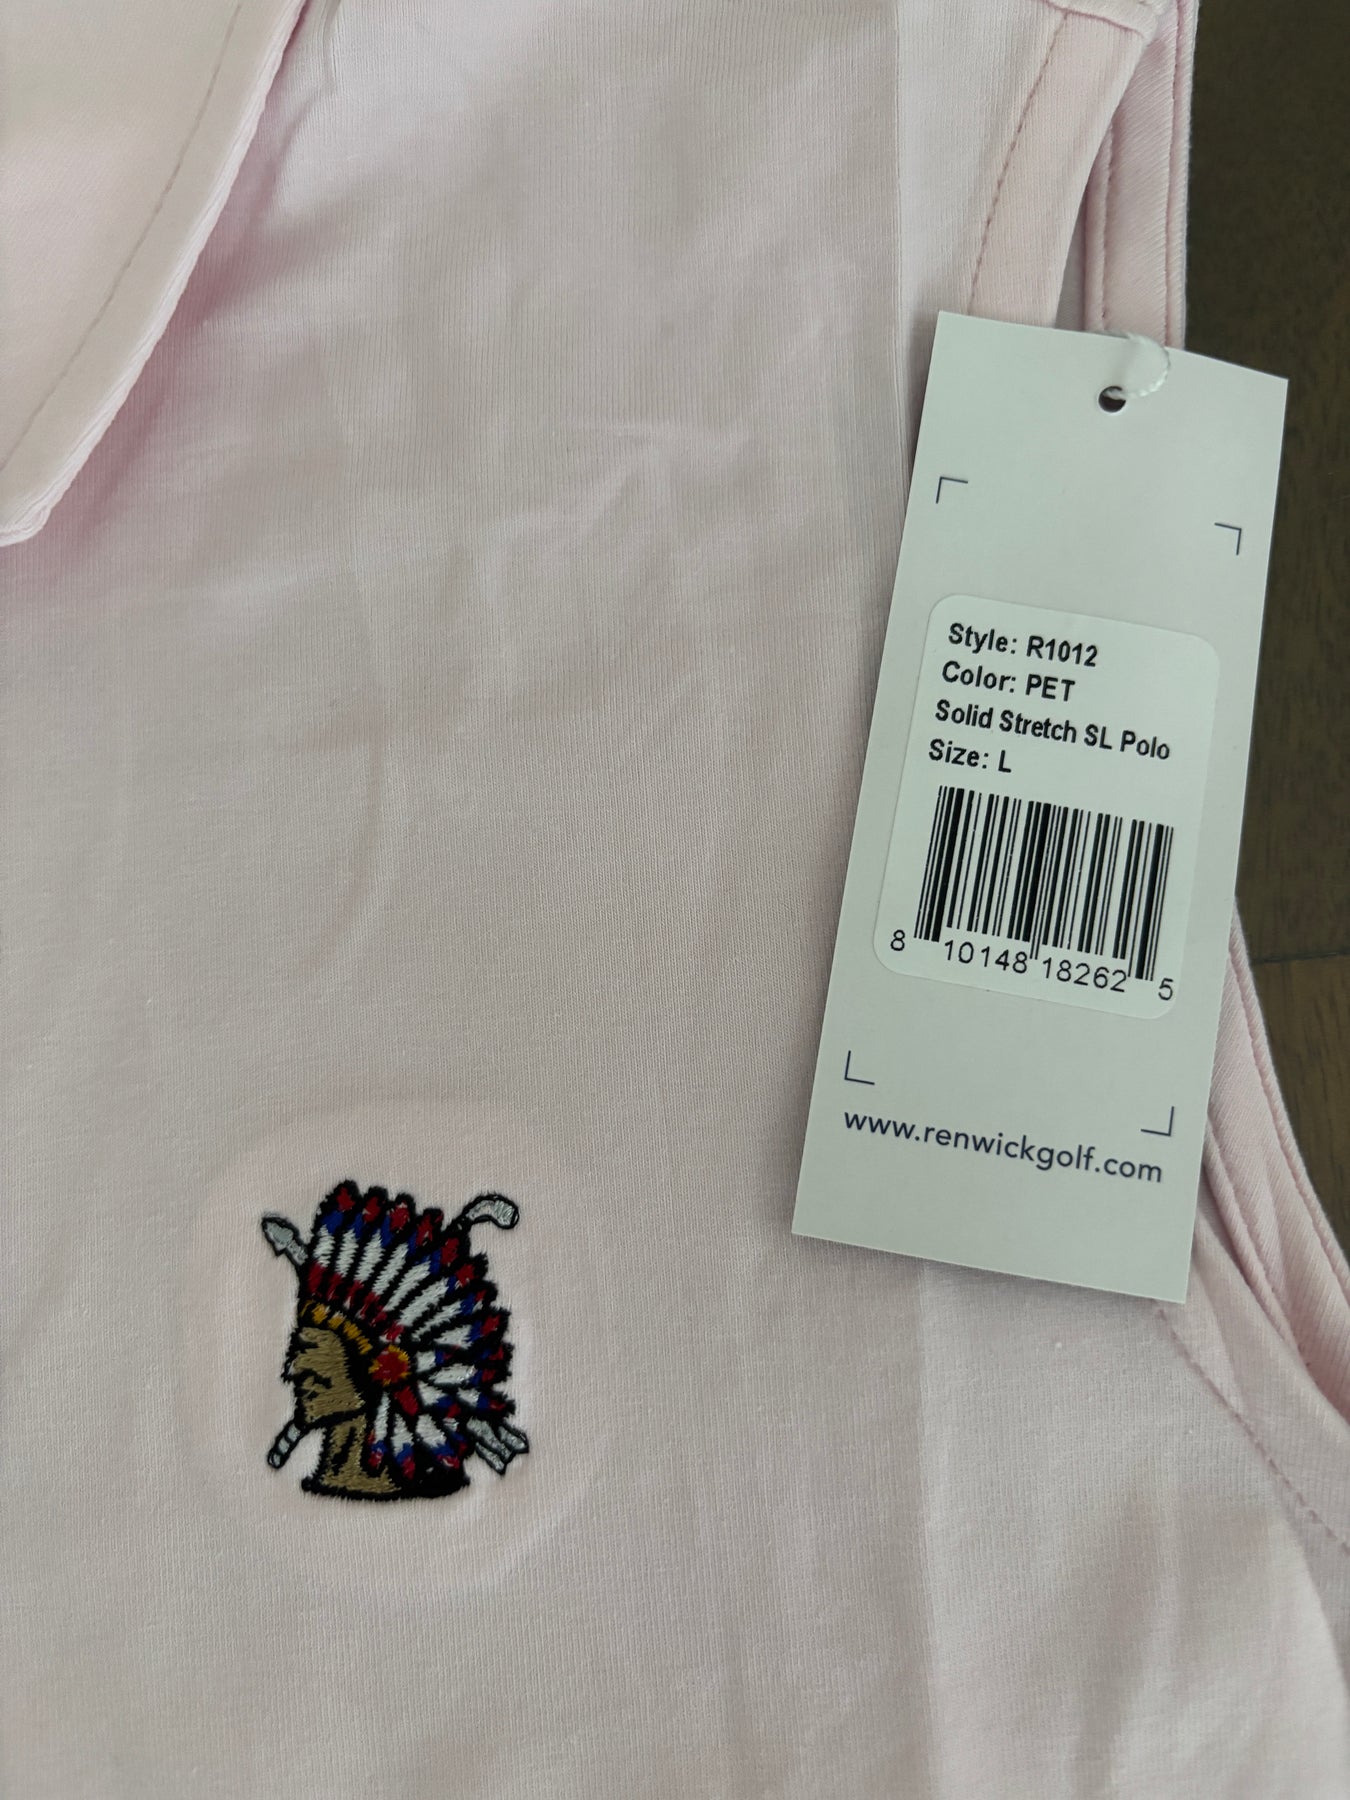 Style: R1012
Color: PET
Solid Stretch SL Polo
Size: L
8 10148 18262 5
www.renwickgolf.com